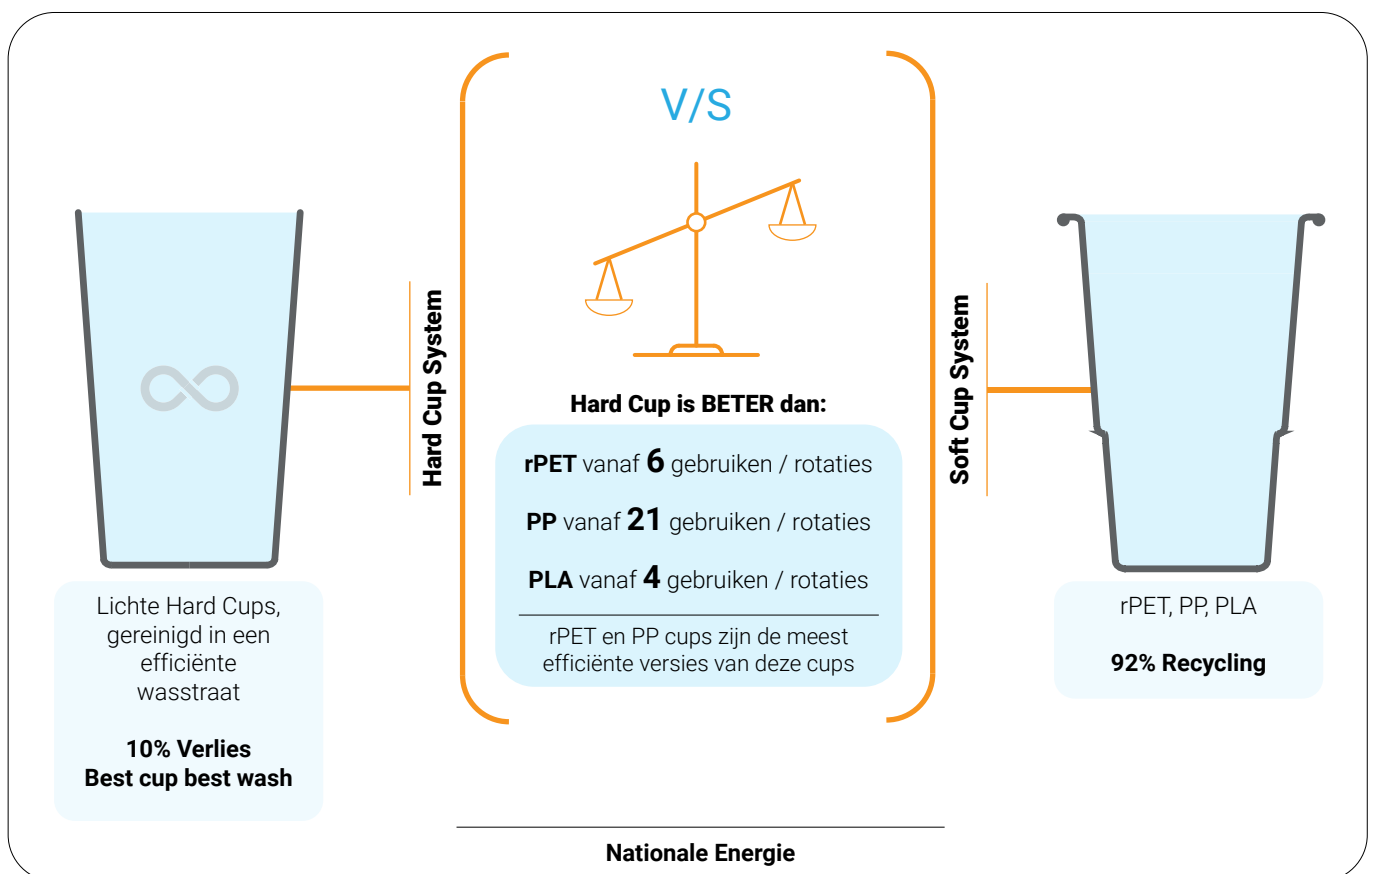 V/S
Hard Cup System
Soft Cup System
Hard Cup is BETER dan:
rPET vanaf 6 gebruiken / rotaties
PP vanaf 21 gebruiken / rotaties
PLA vanaf 4 gebruiken / rotaties
rPET en PP cups zijn de meest
efficiënte versies van deze cups
Lichte Hard Cups,
gereinigd in een
efficiënte
wasstraat
10% Verlies
Best cup best wash
rPET, PP, PLA
92% Recycling
Nationale Energie